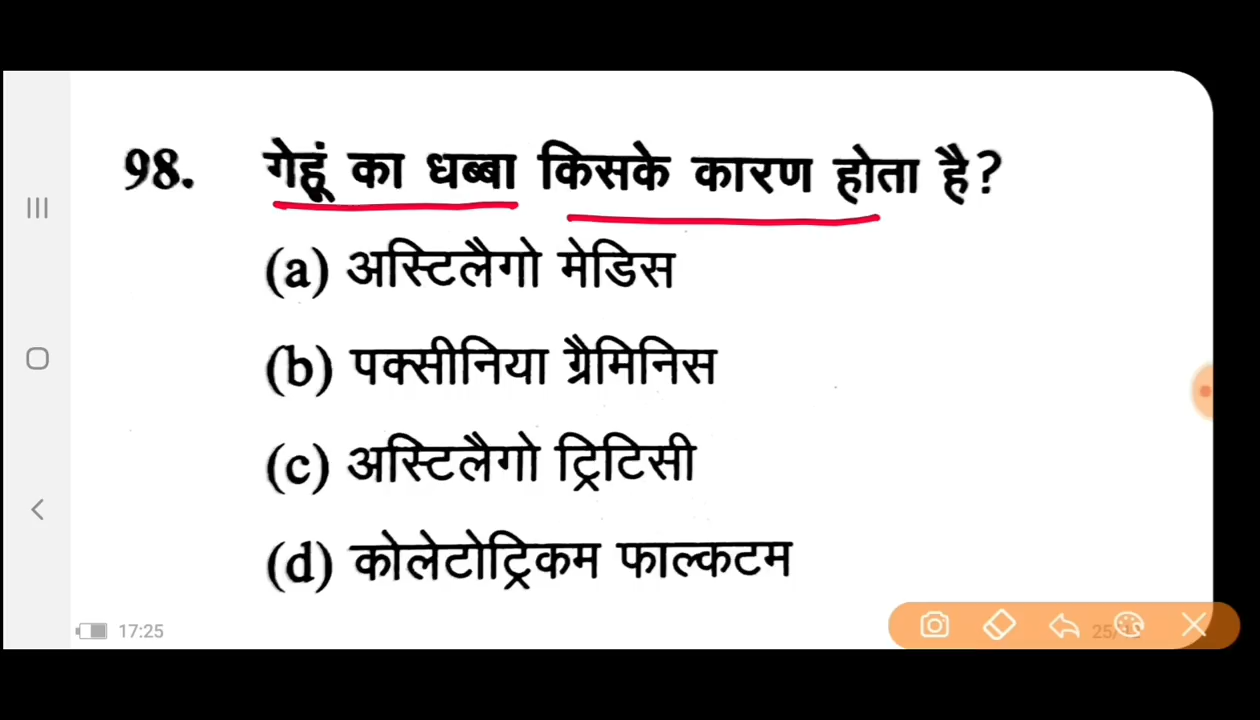 98. गेहूं का धब्बा किसके कारण होता है?
(a) अस्टिलैगो मेडिस
(b) पक्सीनिया ग्रैमिनिस
(c) अस्टिलैगो ट्रिटिसी
(d) कोलेटोट्रिकम फाल्कटम
17:25